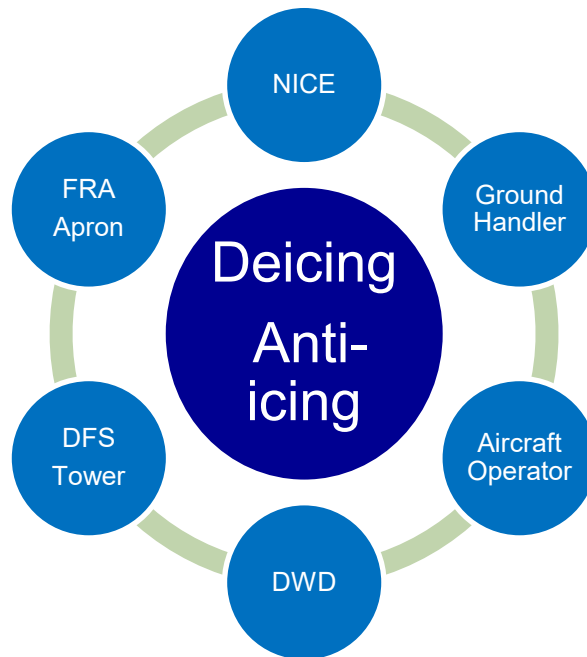 NICE
Ground
Handler
Aircraft
Operator
DWD
DFS
Tower
FRA
Apron
Deicing
Anti-
icing